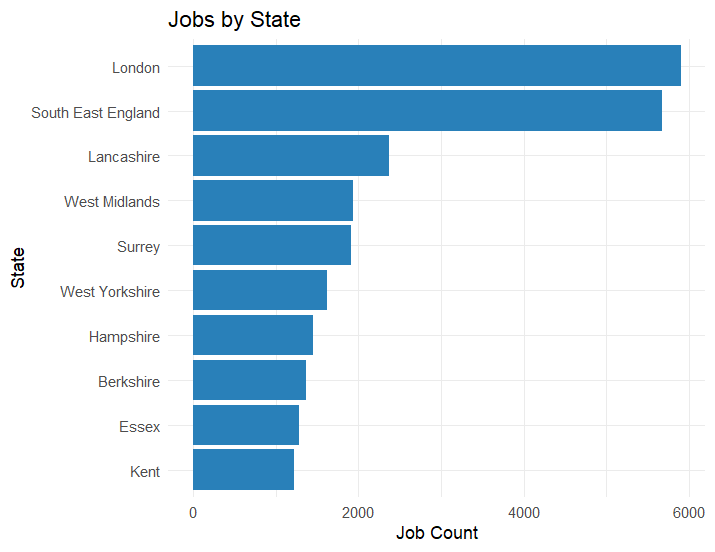 Jobs by State
State
London
South East England
Lancashire
West Midlands
Surrey
West Yorkshire
Hampshire
Berkshire
Essex
Kent
0 2000 4000 6000
Job Count